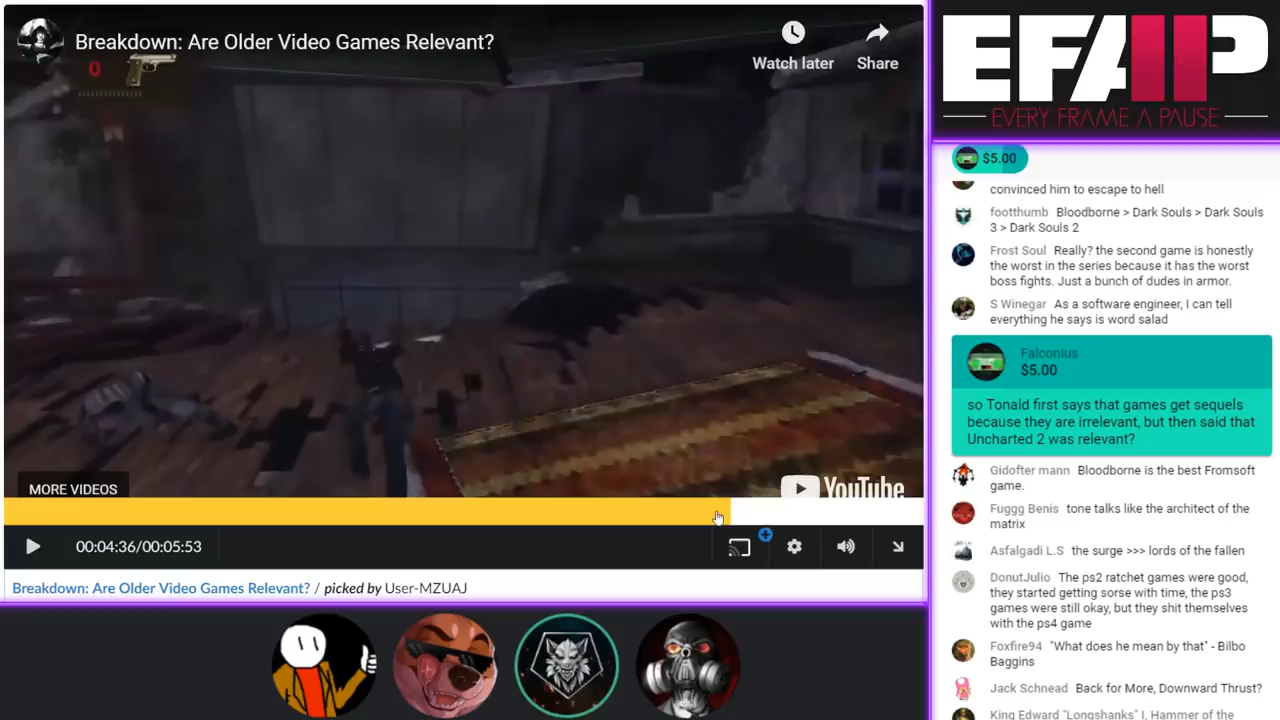 Breakdown: Are Older Video Games Relevant?
Watch later
Share
0
MORE VIDEOS
YouTube
00:04:36/00:05:53
Breakdown: Are Older Video Games Relevant? / picked by User-MZUAJ
EFAP
EVERY FRAME A PAUSE
$5.00
convinced him to escape to hell
footthumb Bloodborne > Dark Souls > Dark Souls
3 > Dark Souls 2
Frost Soul Really? the second game is honestly
the worst in the series because it has the worst
boss fights. Just a bunch of dudes in armor.
S Winegar As a software engineer, I can tell
everything he says is word salad
Falconius
$5.00
so Tonald first says that games get sequels
because they are irrelevant, but then said that
Uncharted 2 was relevant?
Gidofter mann Bloodborne is the best Fromsoft
game.
Fuggg Benis tone talks like the architect of the
matrix
Asfalgadi L.S the surge >>> lords of the fallen
DonutJulio The ps2 ratchet games were good,
they started getting sorse with time, the ps3
games were still okay, but they shit themselves
with the ps4 game
Foxfire94 "What does he mean by that" - Bilbo
Baggins
Jack Schnead Back for More, Downward Thrust?
King Edward "Longshanks" I, Hammer of the